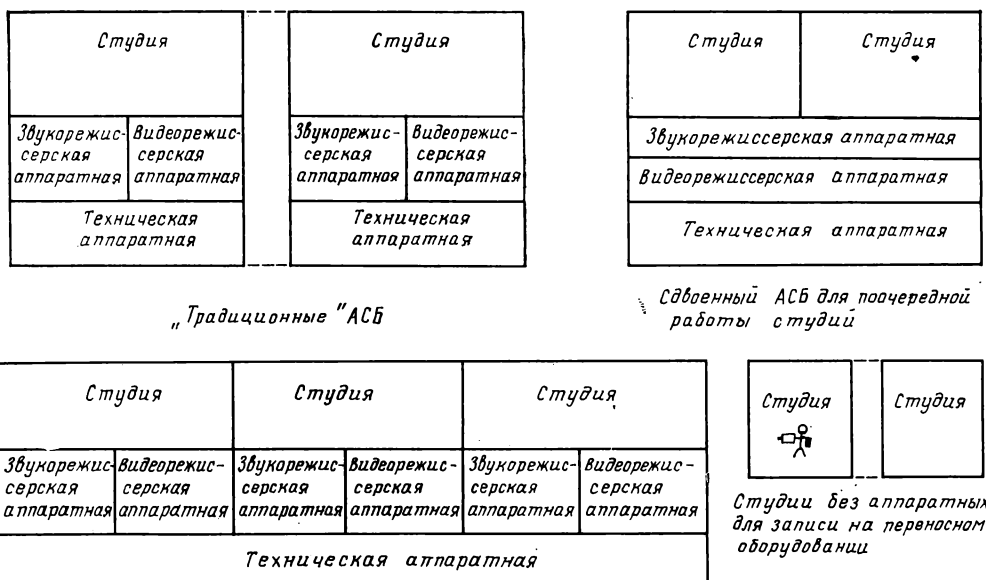 Студия
Звукорежис-
серская
аппаратная
Видеорежис-
серская
аппаратная
Техническая
аппаратная
Студия
Звукорежис-
серская
аппаратная
Видеорежис-
серская
аппаратная
Техническая
аппаратная
„Традиционные" АСБ
Студия
Студия
Звукорежиссерская аппаратная
Видеорежиссерская аппаратная
Техническая аппаратная
Сдвоенный АСБ для поочередной
работы студий
Студия
Студия
Студия
Звукорежис-
серская
аппаратная
Видеорежис-
серская
аппаратная
Звукорежис-
серская
аппаратная
Видеорежис-
серская
аппаратная
Звукорежис-
серская
аппаратная
Видеорежис-
серская
аппаратная
Техническая аппаратная
Студия
Студия
Студии без аппаратных
для записи на переносном
оборудовании